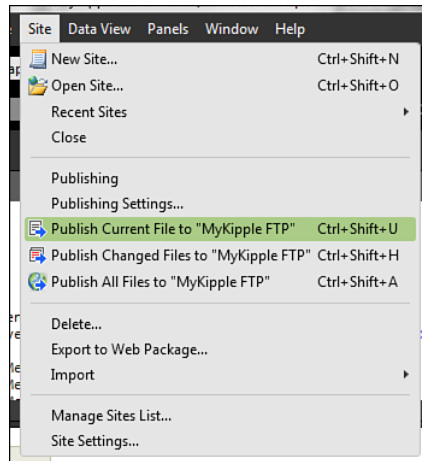 Site Data View Panels Window Help
New Site... Ctrl+Shift+N
Open Site... Ctrl+Shift+O
Recent Sites
Close
Publishing
Publishing Settings...
Publish Current File to "MyKipple FTP" Ctrl+Shift+U
Publish Changed Files to "MyKipple FTP" Ctrl+Shift+H
Publish All Files to "MyKipple FTP" Ctrl+Shift+A
Delete...
Export to Web Package...
Import
Manage Sites List...
Site Settings...